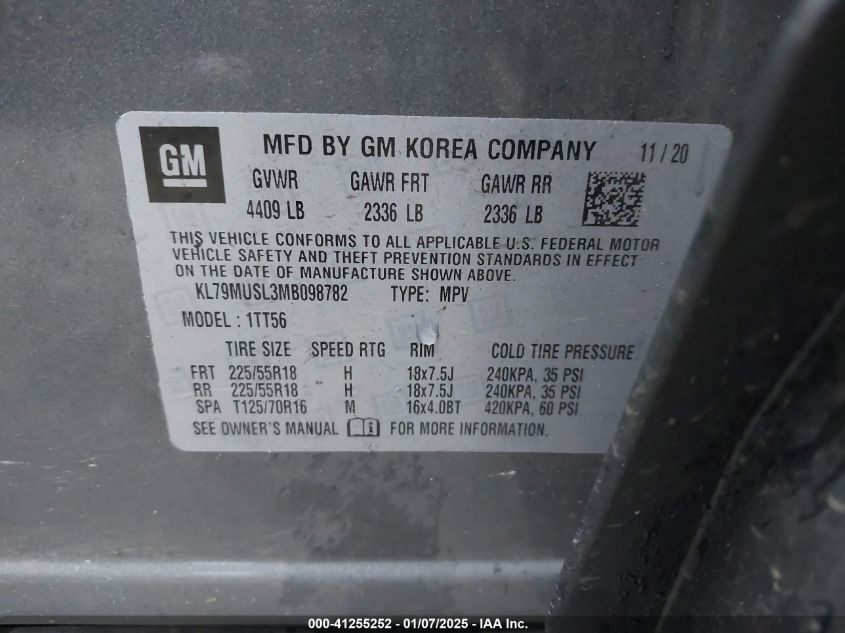 GM MFD BY GM KOREA COMPANY 11/20
GVWR GAWR FRT GAWR RR
4409 LB 2336 LB 2336 LB
THIS VEHICLE CONFORMS TO ALL APPLICABLE U.S. FEDERAL MOTOR
VEHICLE SAFETY AND THEFT PREVENTION STANDARDS IN EFFECT
ON THE DATE OF MANUFACTURE SHOWN ABOVE.
KL79MUSL3MB098782 TYPE: MPV
MODEL : 1TT56
TIRE SIZE SPEED RTG RIM COLD TIRE PRESSURE
FRT 225/55R18 H 18x7.5J 240KPA, 35 PSI
RR 225/55R18 H 18x7.5J 240KPA, 35 PSI
SPA T125/70R16 M 16x4.0BT 420KPA, 60 PSI
SEE OWNER'S MANUAL i FOR MORE INFORMATION.
000-41255252 - 01/07/2025 - IAA Inc.